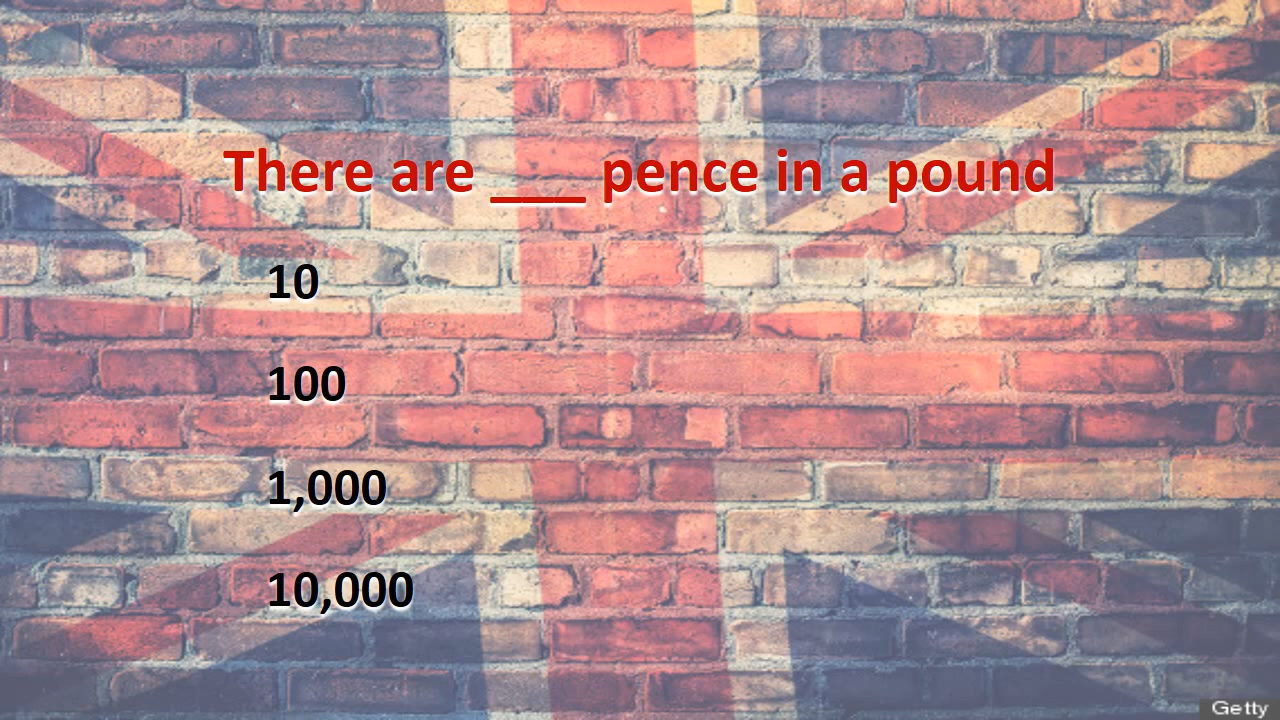 There are ___ pence in a pound
10
100
1,000
10,000
Getty